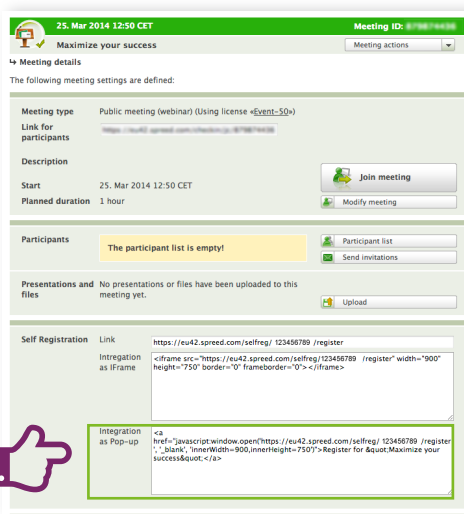 25. Mar 2014 12:50 CET
Meeting ID:
Maximize your success
Meeting actions
↳ Meeting details
The following meeting settings are defined:
Meeting type Public meeting (webinar) (Using license «Event-50»)
Link for
participants
Description
Join meeting
Start 25. Mar 2014 12:50 CET
Planned duration 1 hour
Modify meeting
Participants
The participant list is empty!
Participant list
Send invitations
Presentations and No presentations or files have been uploaded to this
files meeting yet.
Upload
Self Registration Link https://eu42.spreed.com/selfreg/ 123456789 /register
Intregation <iframe src="https://eu42.spreed.com/selfreg/123456789 /register" width="900"
as IFrame height="750" border="0" frameborder="0"></iframe>
Integration <a
as Pop-up href="javascript:window.open('https://eu42.spreed.com/selfreg/ 123456789 /register
', '_blank', 'innerWidth=900,innerHeight=750')">Register for &quot;Maximize your
success&quot;</a>